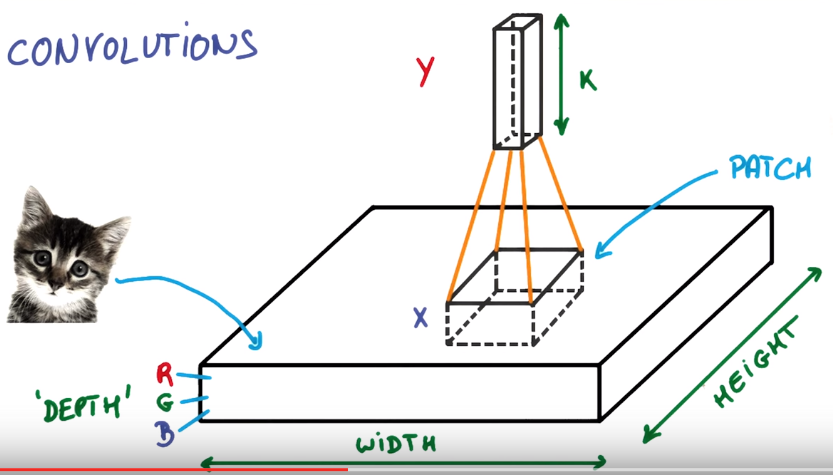 CONVOLUTIONS
Y
K
PATCH
X
R
'DEPTH' G
B
WIDTH
HEIGHT